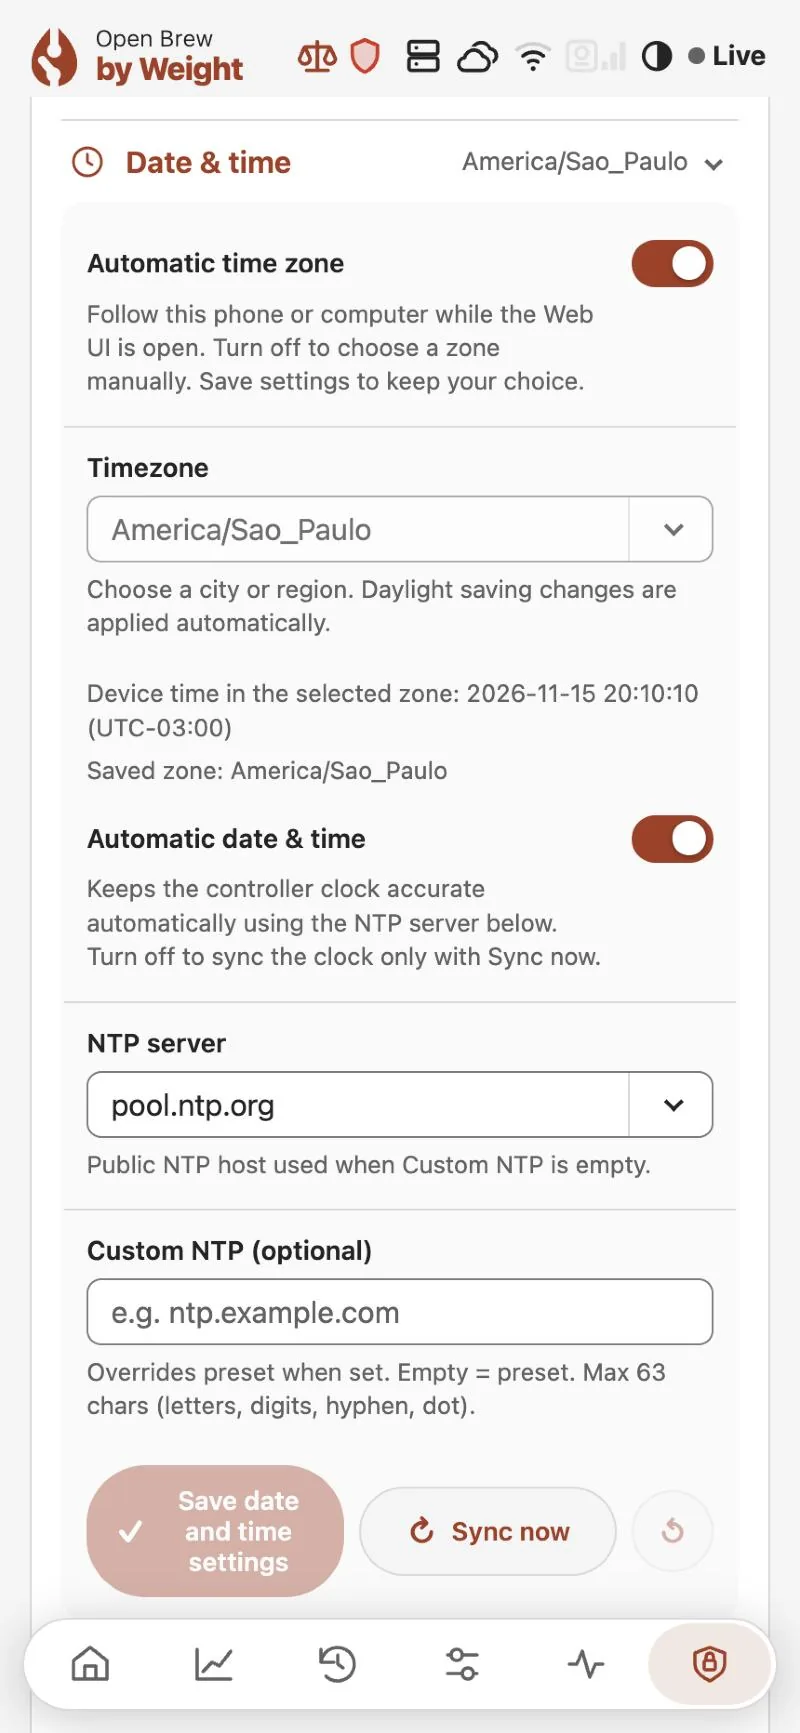 Open Brew
by Weight
Live
Date & time
America/Sao_Paulo
Automatic time zone
Follow this phone or computer while the Web
UI is open. Turn off to choose a zone
manually. Save settings to keep your choice.
Timezone
America/Sao_Paulo
Choose a city or region. Daylight saving changes are
applied automatically.
Device time in the selected zone: 2026-11-15 20:10:10
(UTC-03:00)
Saved zone: America/Sao_Paulo
Automatic date & time
Keeps the controller clock accurate
automatically using the NTP server below.
Turn off to sync the clock only with Sync now.
NTP server
pool.ntp.org
Public NTP host used when Custom NTP is empty.
Custom NTP (optional)
e.g. ntp.example.com
Overrides preset when set. Empty = preset. Max 63
chars (letters, digits, hyphen, dot).
Save date
and time
settings
Sync now